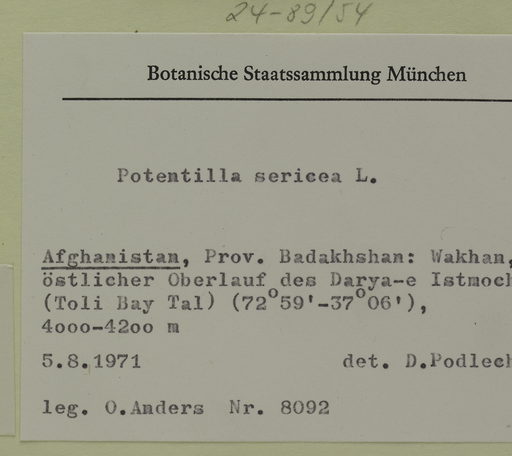 24-89/54
Botanische Staatssammlung München
Potentilla sericea L.
Afghanistan, Prov. Badakhshan: Wakhan,
östlicher Oberlauf des Darya-e Istmoch
(Toli Bay Tal) (72°59'-37°06'),
4000-4200 m
5.8.1971 det. D.Podlech
leg. O.Anders Nr. 8092